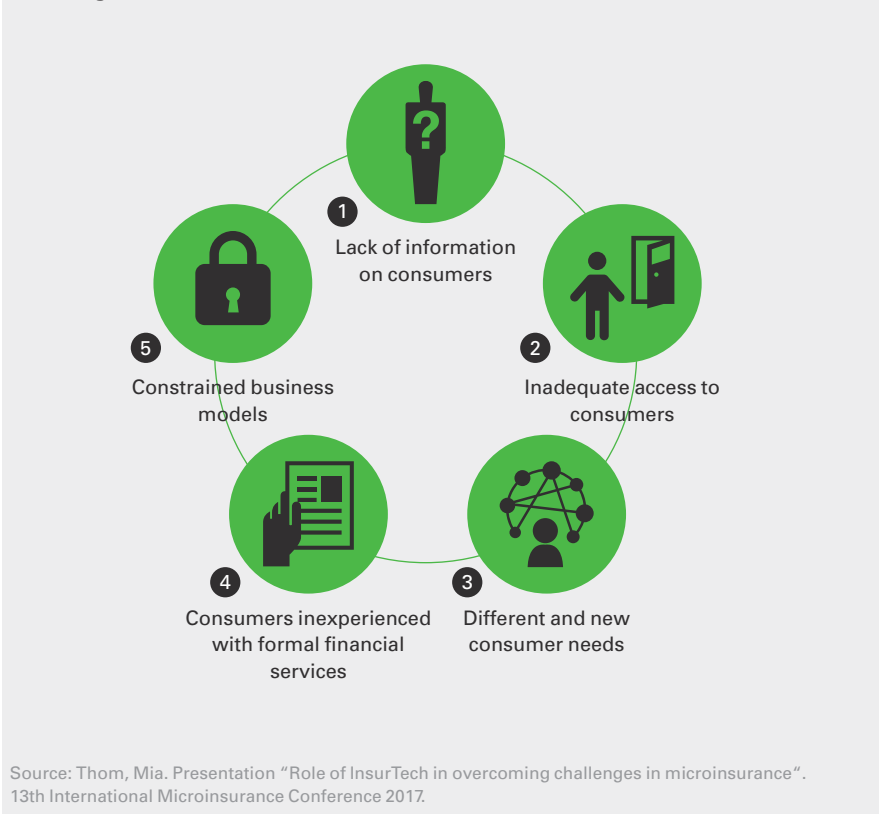 ?
1
Lack of information
on consumers
2
Inadequate access to
consumers
3
Different and new
consumer needs
4
Consumers inexperienced
with formal financial
services
5
Constrained business
models
Source: Thom, Mia. Presentation “Role of InsurTech in overcoming challenges in microinsurance“.
13th International Microinsurance Conference 2017.